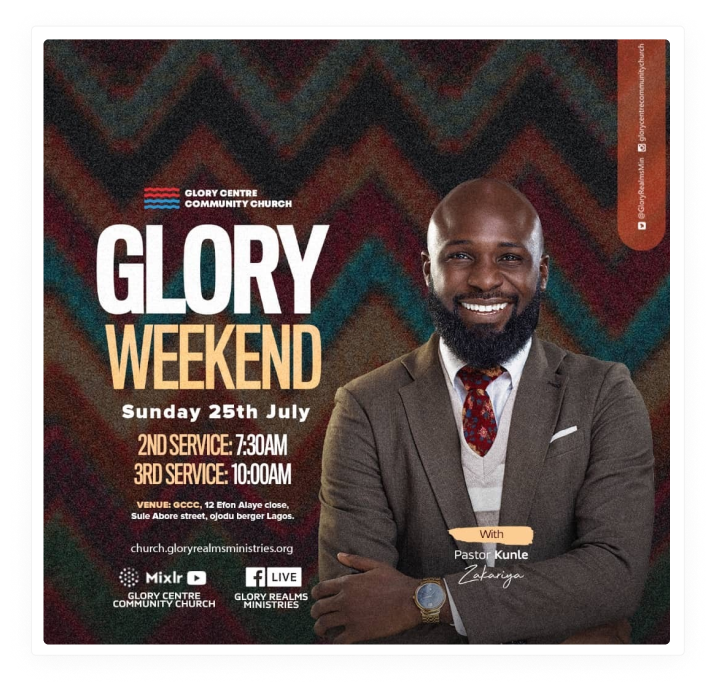 @GloryRealmsMin glorycentrecommunitychurch
GLORY CENTRE
COMMUNITY CHURCH
GLORY
WEEKEND
Sunday 25th July
2ND SERVICE: 7:30AM
3RD SERVICE: 10:00AM
VENUE: GCCC, 12 Efon Alaye close,
Sule Abore street, ojodu berger Lagos.
church.gloryrealmsministries.org
Mixlr
GLORY CENTRE
COMMUNITY CHURCH
f LIVE
GLORY REALMS
MINISTRIES
With
Pastor Kunle
Zakariya